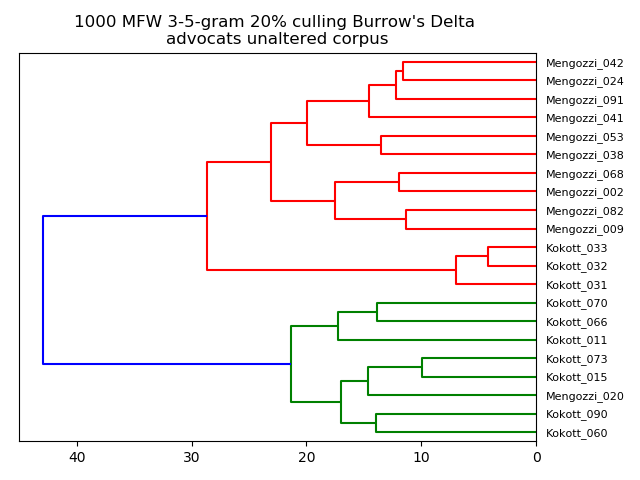 1000 MFW 3-5-gram 20% culling Burrow's Delta
advocats unaltered corpus
Mengozzi_042
Mengozzi_024
Mengozzi_091
Mengozzi_041
Mengozzi_053
Mengozzi_038
Mengozzi_068
Mengozzi_002
Mengozzi_082
Mengozzi_009
Kokott_033
Kokott_032
Kokott_031
Kokott_070
Kokott_066
Kokott_011
Kokott_073
Kokott_015
Mengozzi_020
Kokott_090
Kokott_060
40 30 20 10 0